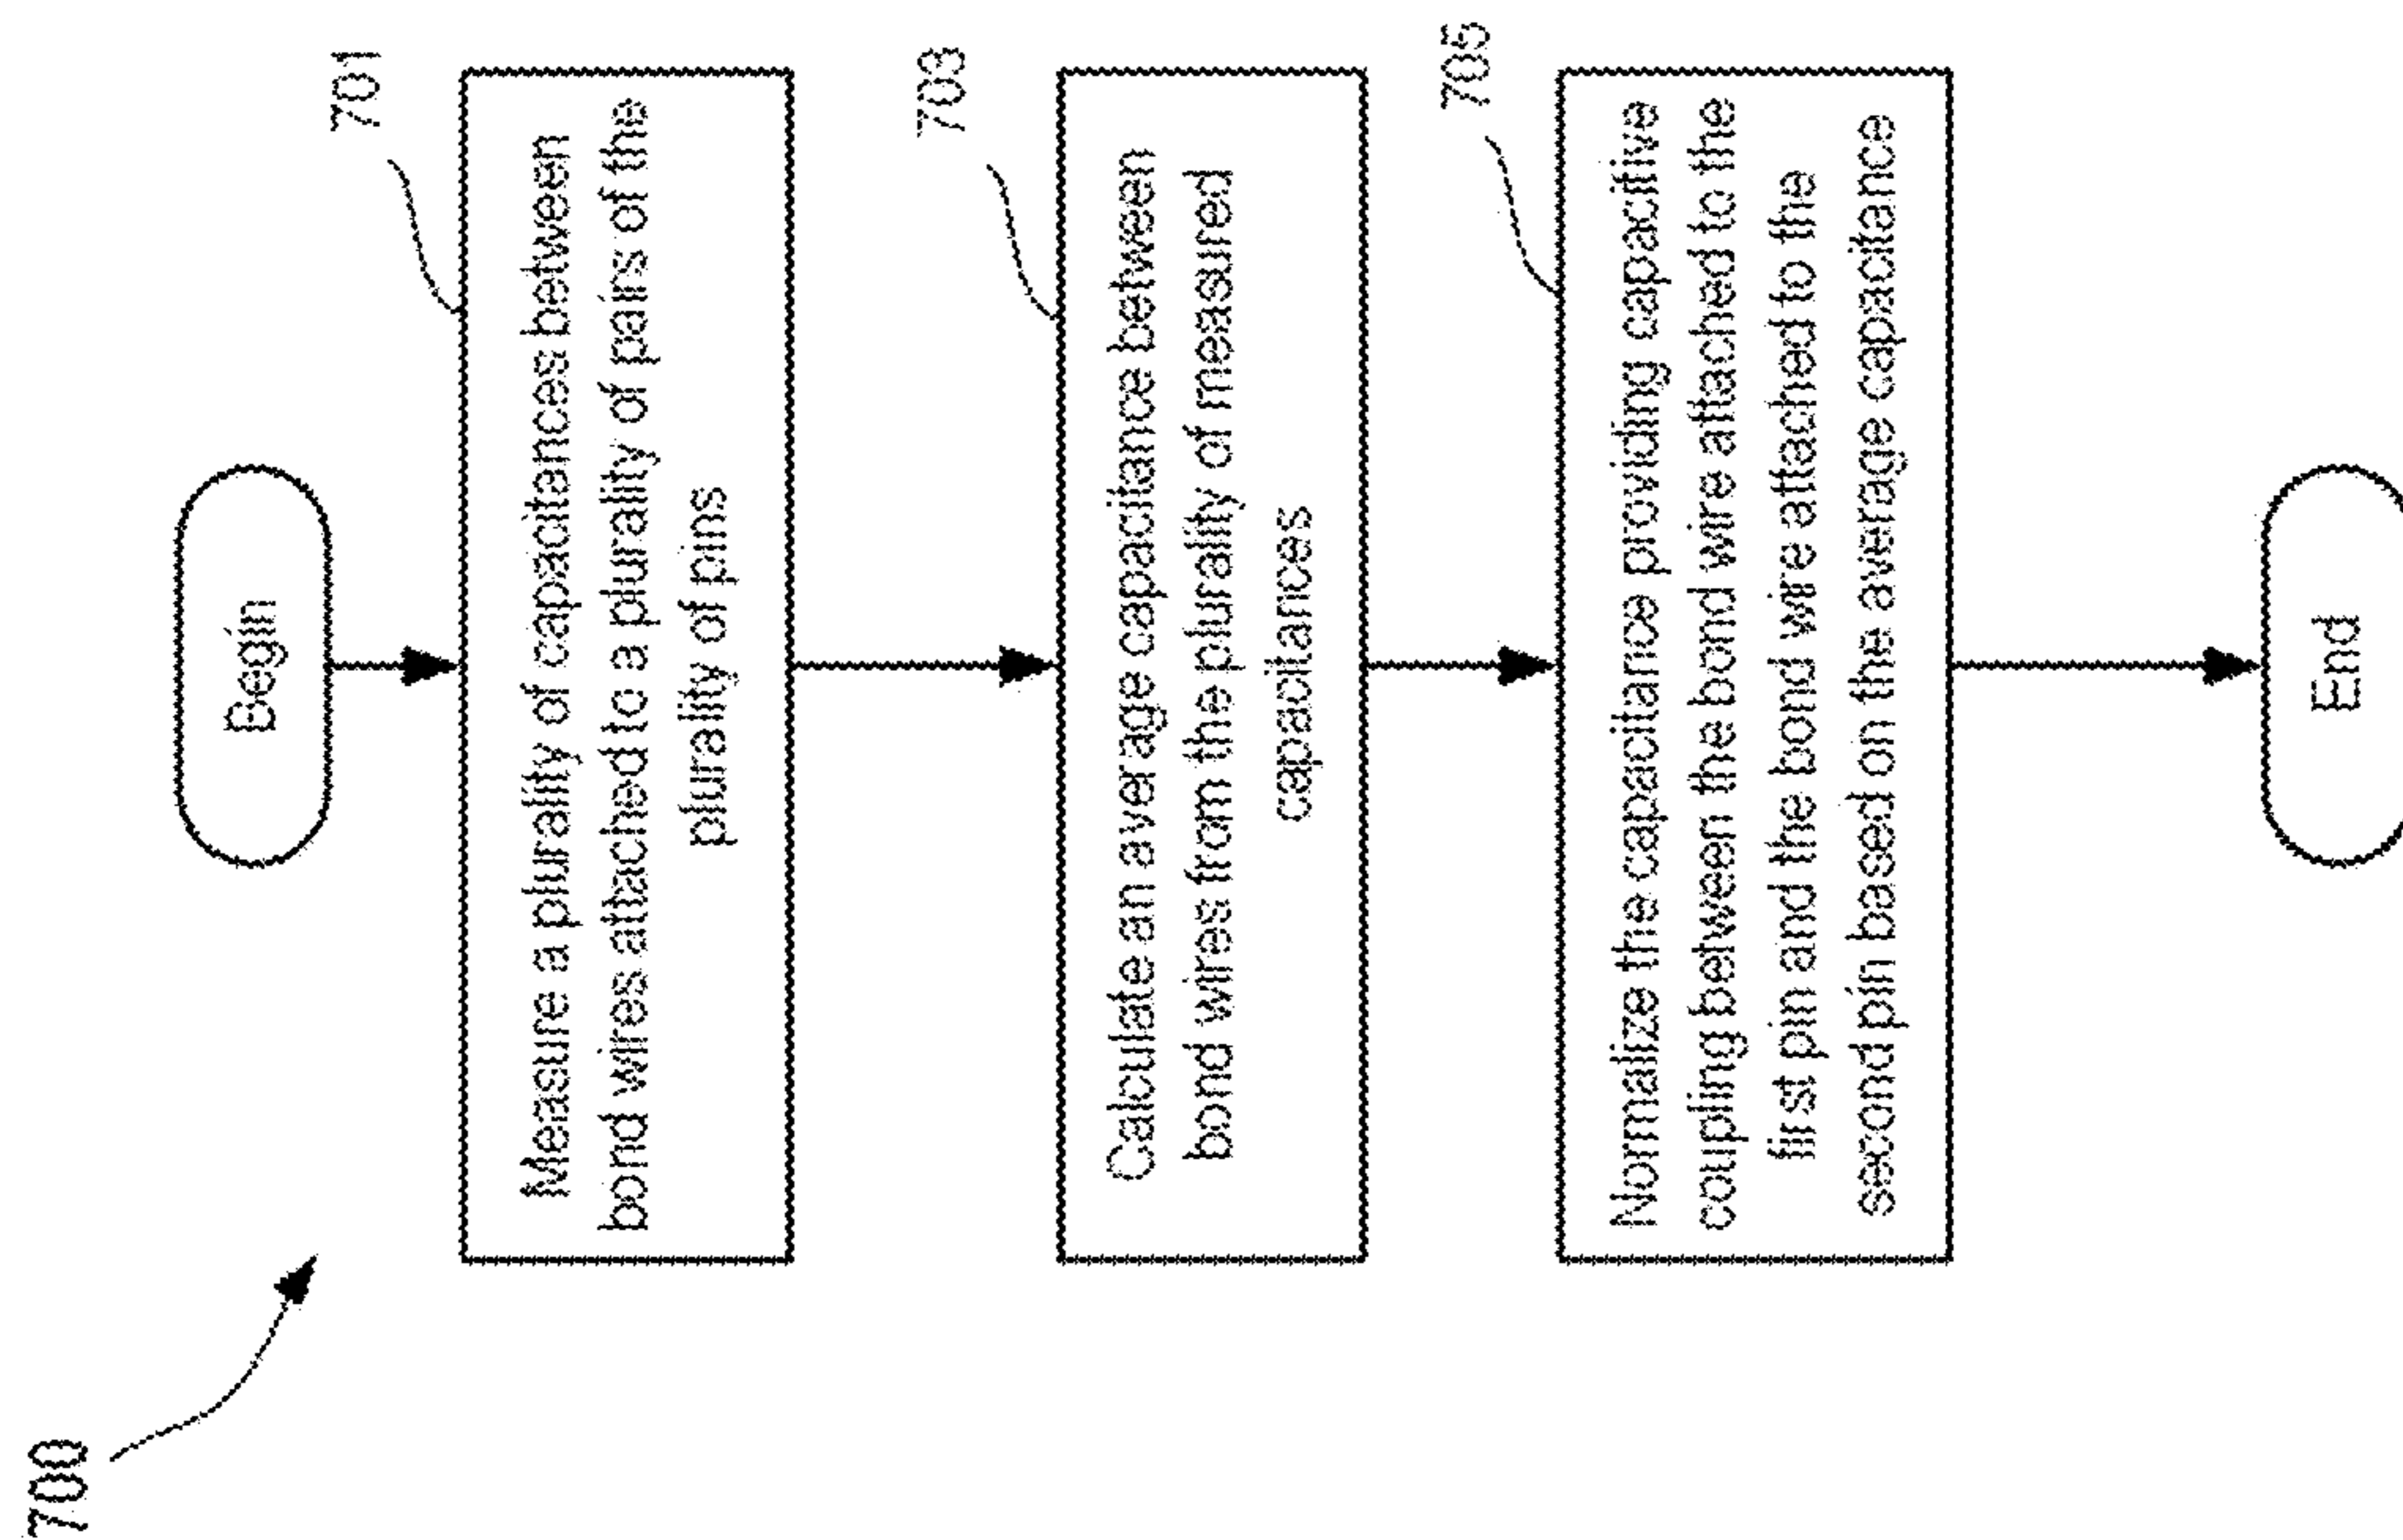 700
Begin
701
Measure a plurality of capacitances between
bond wires attached to a plurality of pairs of the
plurality of pins
703
Calculate an average capacitance between
bond wires from the plurality of measured
capacitances
705
Normalize the capacitance providing capacitive
coupling between the bond wire attached to the
first pin and the bond wire attached to the
second pin based on the average capacitance
End